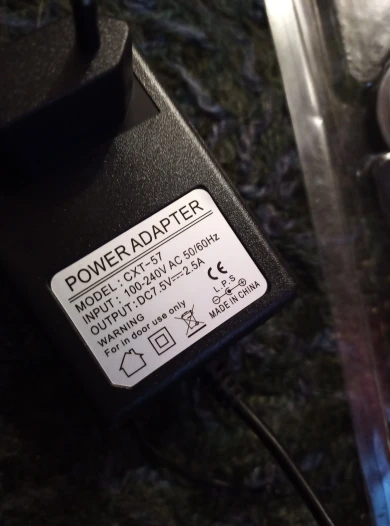 POWER ADAPTER
MODEL: CXT-57
INPUT: 100-240V AC 50/60Hz
OUTPUT: DC7.5V⎓2.5A
WARNING
For in door use only
CE
L.P.S
MADE IN CHINA